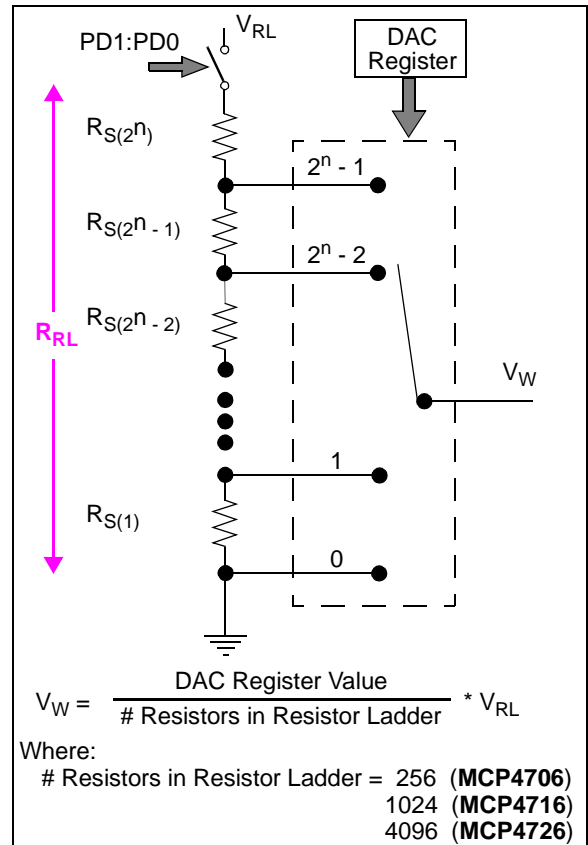 V_RL
PD1:PD0
DAC
Register
R_S(2^n)
2^n - 1
R_S(2^n - 1)
2^n - 2
R_S(2^n - 2)
R_RL
V_W
1
R_S(1)
0
V_W = DAC Register Value / # Resistors in Resistor Ladder * V_RL
Where:
# Resistors in Resistor Ladder = 256 (MCP4706)
1024 (MCP4716)
4096 (MCP4726)